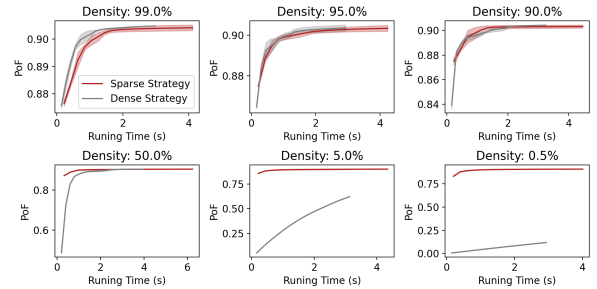 Density: 99.0%
PoF
0.90
0.89
0.88
0
2
4
Runing Time (s)
Sparse Strategy
Dense Strategy
Density: 95.0%
PoF
0.90
0.88
0
2
4
Runing Time (s)
Density: 90.0%
PoF
0.90
0.88
0.86
0.84
0
2
4
Runing Time (s)
Density: 50.0%
PoF
0.8
0.6
0
2
4
6
Runing Time (s)
Density: 5.0%
PoF
0.75
0.50
0.25
0
2
4
Runing Time (s)
Density: 0.5%
PoF
0.75
0.50
0.25
0.00
0
2
4
Runing Time (s)